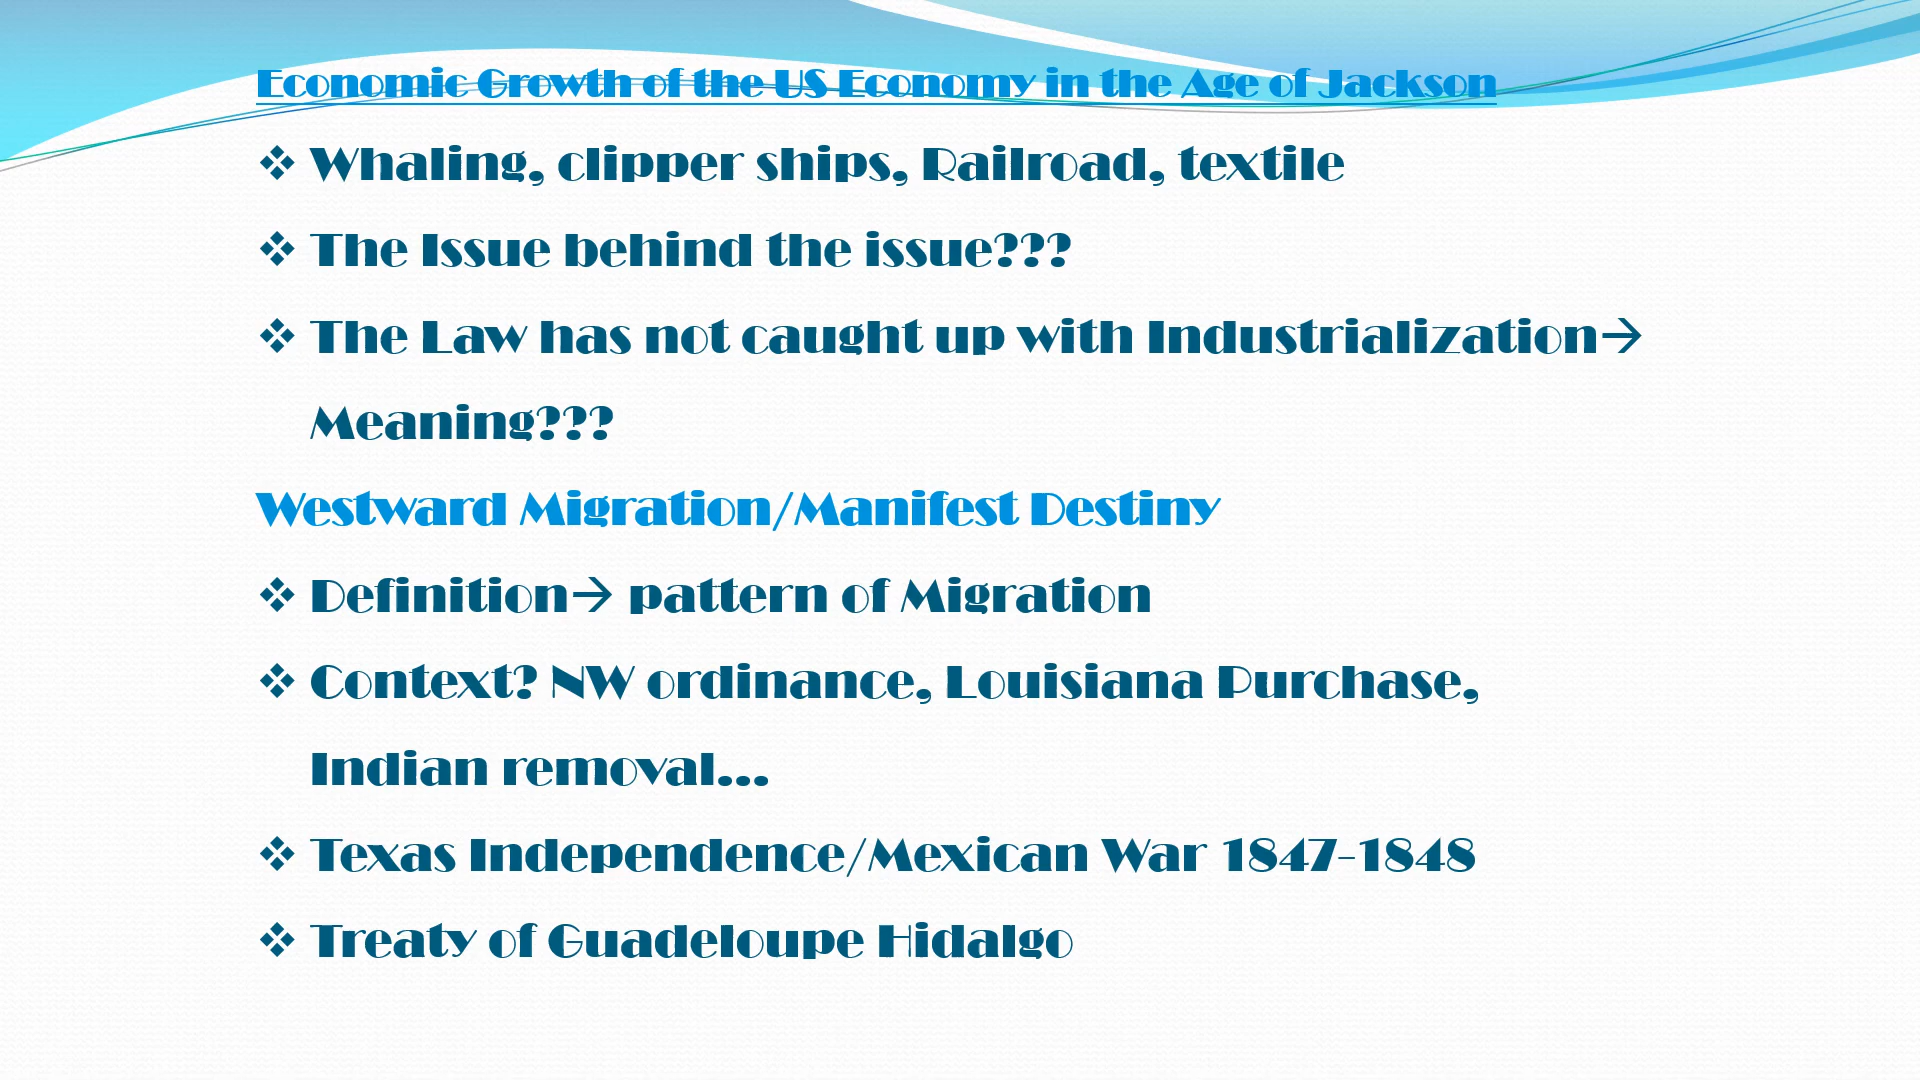 Economic Growth of the US Economy in the Age of Jackson
❖ Whaling, clipper ships, Railroad, textile
❖ The Issue behind the issue???
❖ The Law has not caught up with Industrialization→
Meaning???
Westward Migration/Manifest Destiny
❖ Definition→ pattern of Migration
❖ Context? NW ordinance, Louisiana Purchase,
Indian removal...
❖ Texas Independence/Mexican War 1847-1848
❖ Treaty of Guadeloupe Hidalgo